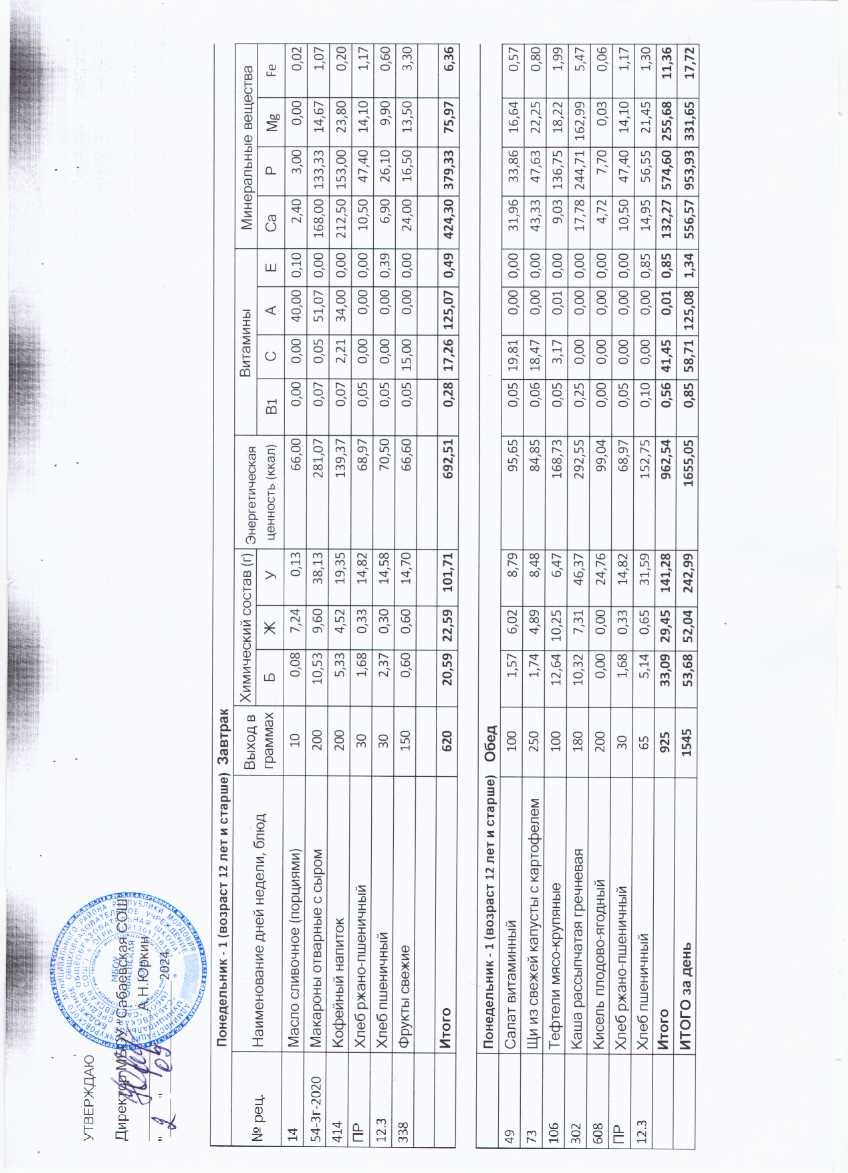 УТВЕРЖДАЮ
Директор МБОУ "Сабаевская СОШ"
А.Н.Юркин
" 2 " 09 2024
Понедельник - 1 (возраст 12 лет и старше) Завтрак
№ рец. Наименование дней недели, блюд Выход в граммах Химический состав (г) Энергетическая ценность (ккал) Витамины Минеральные вещества
Б Ж У В1 С А Е Ca P Mg Fe
14 Масло сливочное (порциями) 10 0,08 7,24 0,13 66,00 0,00 0,00 40,00 0,10 2,40 3,00 0,00 0,02
54-3г-2020 Макароны отварные с сыром 200 10,53 9,60 38,13 281,07 0,07 0,05 51,07 0,00 168,00 133,33 14,67 1,07
414 Кофейный напиток 200 5,33 4,52 19,35 139,37 0,07 2,21 34,00 0,00 212,50 153,00 23,80 0,20
ПР Хлеб ржано-пшеничный 30 1,68 0,33 14,82 68,97 0,05 0,00 0,00 0,00 10,50 47,40 14,10 1,17
12.3 Хлеб пшеничный 30 2,37 0,30 14,58 70,50 0,05 0,00 0,00 0,39 6,90 26,10 9,90 0,60
338 Фрукты свежие 150 0,60 0,60 14,70 66,60 0,05 15,00 0,00 0,00 24,00 16,50 13,50 3,30
Итого 620 20,59 22,59 101,71 692,51 0,28 17,26 125,07 0,49 424,30 379,33 75,97 6,36
Понедельник - 1 (возраст 12 лет и старше) Обед
49 Салат витаминный 100 1,57 6,02 8,79 95,65 0,05 19,81 0,00 0,00 31,96 33,86 16,64 0,57
73 Щи из свежей капусты с картофелем 250 1,74 4,89 8,48 84,85 0,06 18,47 0,00 0,00 43,33 47,63 22,25 0,80
106 Тефтели мясо-крупяные 100 12,64 10,25 6,47 168,73 0,05 3,17 0,01 0,00 9,03 136,75 18,22 1,99
302 Каша рассыпчатая гречневая 180 10,32 7,31 46,37 292,55 0,25 0,00 0,00 0,00 17,78 244,71 162,99 5,47
608 Кисель плодово-ягодный 200 0,00 0,00 24,76 99,04 0,00 0,00 0,00 0,00 4,72 7,70 0,03 0,06
ПР Хлеб ржано-пшеничный 30 1,68 0,33 14,82 68,97 0,05 0,00 0,00 0,00 10,50 47,40 14,10 1,17
12.3 Хлеб пшеничный 65 5,14 0,65 31,59 152,75 0,10 0,00 0,00 0,85 14,95 56,55 21,45 1,30
Итого 925 33,09 29,45 141,28 962,54 0,56 41,45 0,01 0,85 132,27 574,60 255,68 11,36
ИТОГО за день 1545 53,68 52,04 242,99 1655,05 0,85 58,71 125,08 1,34 556,57 953,93 331,65 17,72